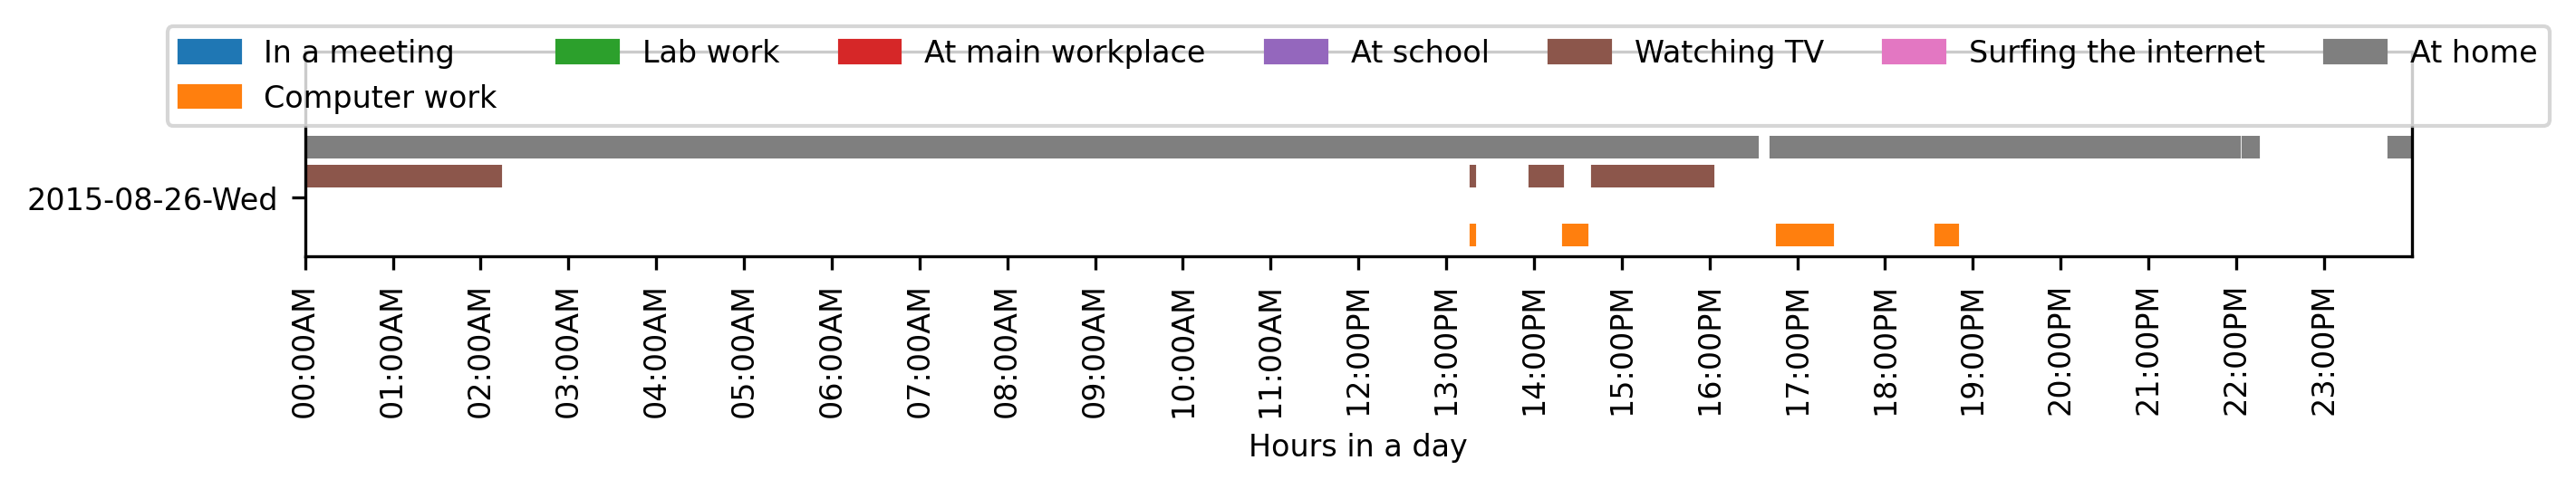 In a meeting Lab work At main workplace At school Watching TV Surfing the internet At home
Computer work
2015-08-26-Wed
00:00AM 01:00AM 02:00AM 03:00AM 04:00AM 05:00AM 06:00AM 07:00AM 08:00AM 09:00AM 10:00AM 11:00AM 12:00PM 13:00PM 14:00PM 15:00PM 16:00PM 17:00PM 18:00PM 19:00PM 20:00PM 21:00PM 22:00PM 23:00PM
Hours in a day